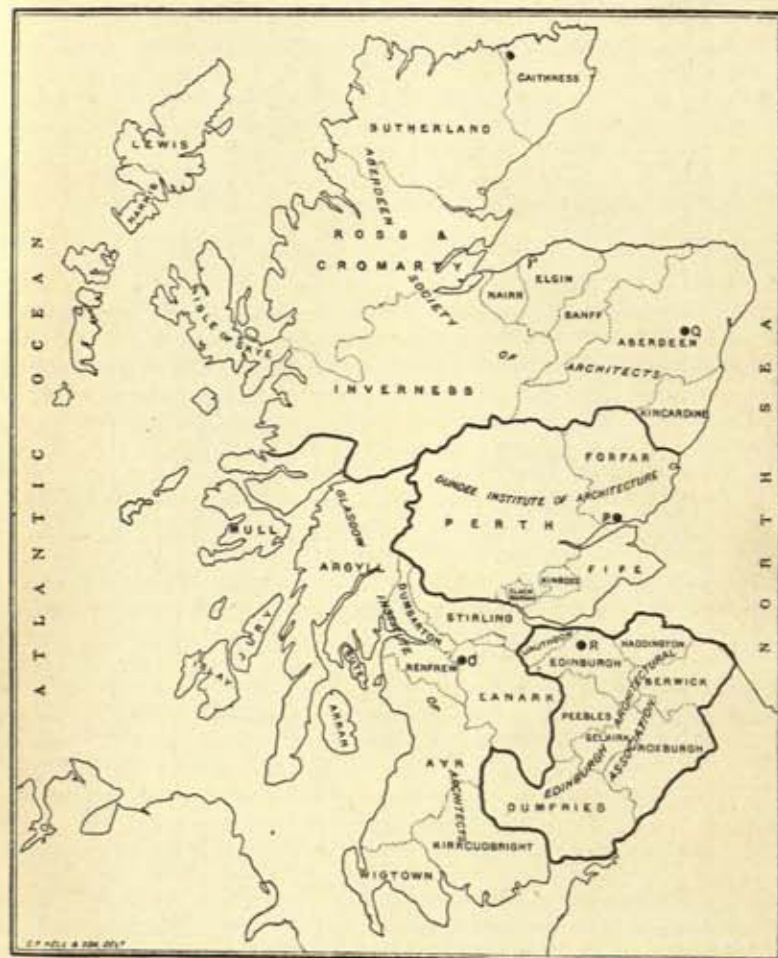 CAITHNESS
SUTHERLAND
LEWIS
HARRIS
ABERDEEN SOCIETY OF ARCHITECTS
ROSS &
CROMARTY
NAIRN
ELGIN
BANFF
ISLE OF SKYE
Q
ABERDEEN
INVERNESS
KINCARDINE
ATLANTIC OCEAN
NORTH SEA
FORFAR
DUNDEE INSTITUTE OF ARCHITECTURE
PERTH
P
MULL
GLASGOW INSTITUTE OF ARCHITECTS
ARGYLL
FIFE
KINROSS
DUMBARTON
STIRLING
JURY
LINLITHGOW
R
HADDINGTON
EDINBURGH
BUTE
RENFREW
BERWICK
ISLAY
LANARK
PEEBLES
EDINBURGH ARCHITECTURAL ASSOCIATION
SELKIRK
ROXBURGH
ARRAN
AYR
DUMFRIES
KIRKCUDBRIGHT
WIGTOWN